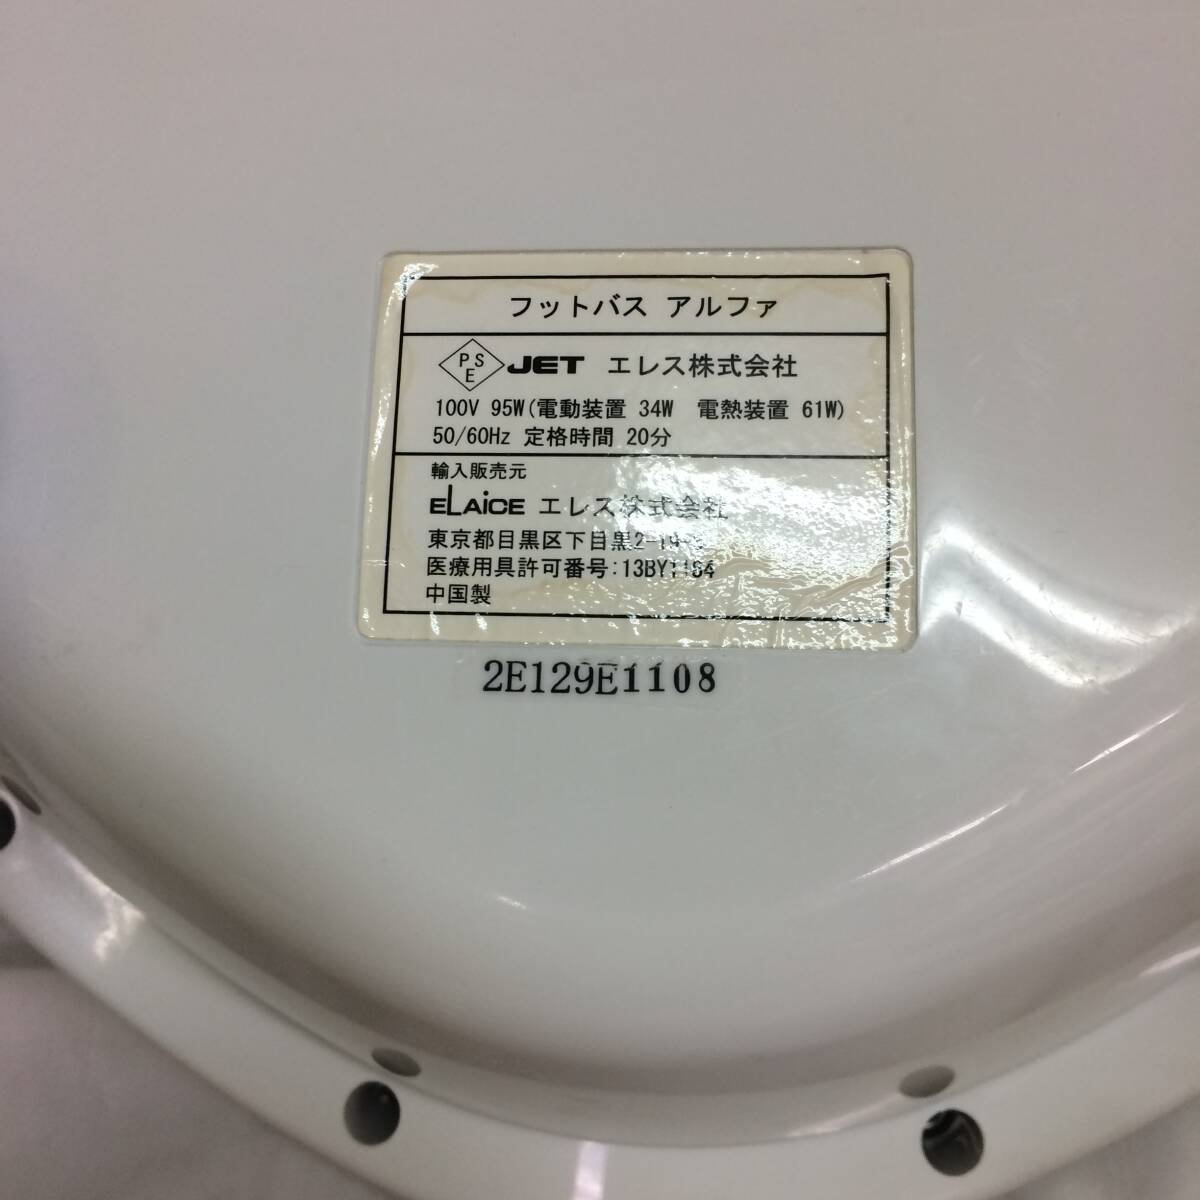 フットバス アルファ
PSE JET エレス株式会社
100V 95W(電動装置 34W 電熱装置 61W)
50/60Hz 定格時間 20分
輸入販売元
ELAiCE エレス株式会社
東京都目黒区下目黒
医療用具許可番号:
中国製
2E129E1108